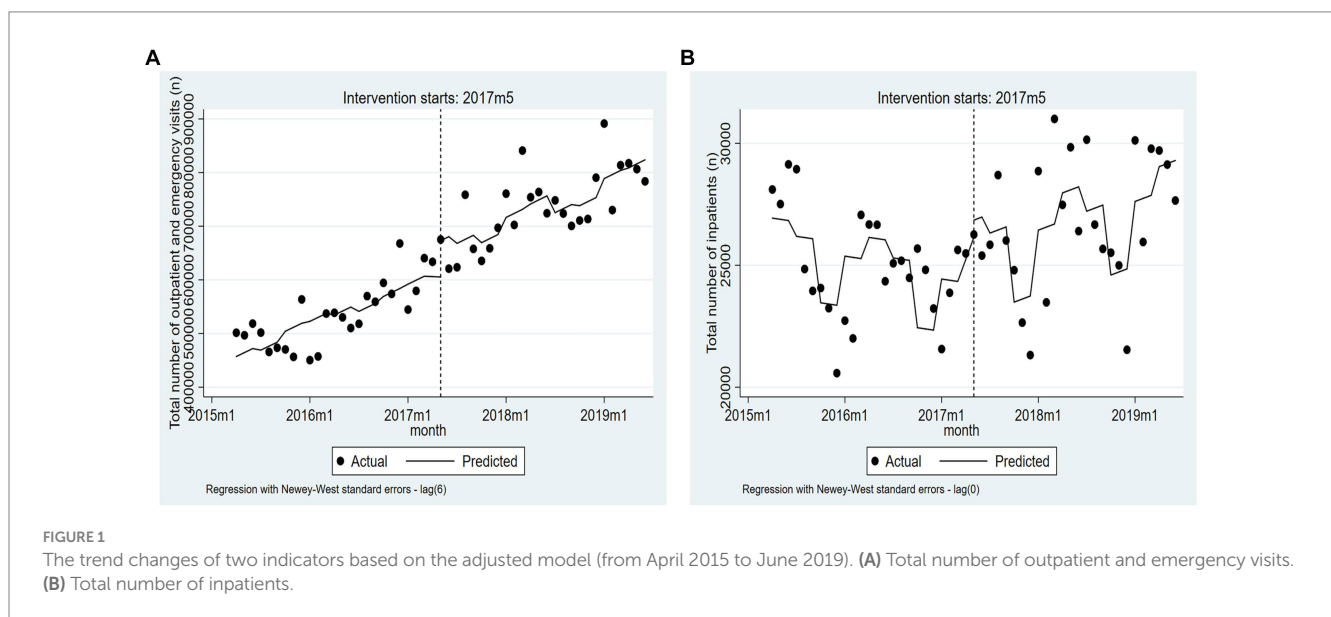 A
Intervention starts: 2017m5
Total number of outpatient and emergency visits (n)
900000
800000
700000
600000
500000
400000
2015m1 2016m1 2017m1 2018m1 2019m1
month
Actual Predicted
Regression with Newey-West standard errors - lag(6)
B
Intervention starts: 2017m5
Total number of inpatients (n)
30000
25000
20000
2015m1 2016m1 2017m1 2018m1 2019m1
month
Actual Predicted
Regression with Newey-West standard errors - lag(0)
FIGURE 1
The trend changes of two indicators based on the adjusted model (from April 2015 to June 2019). (A) Total number of outpatient and emergency visits.
(B) Total number of inpatients.